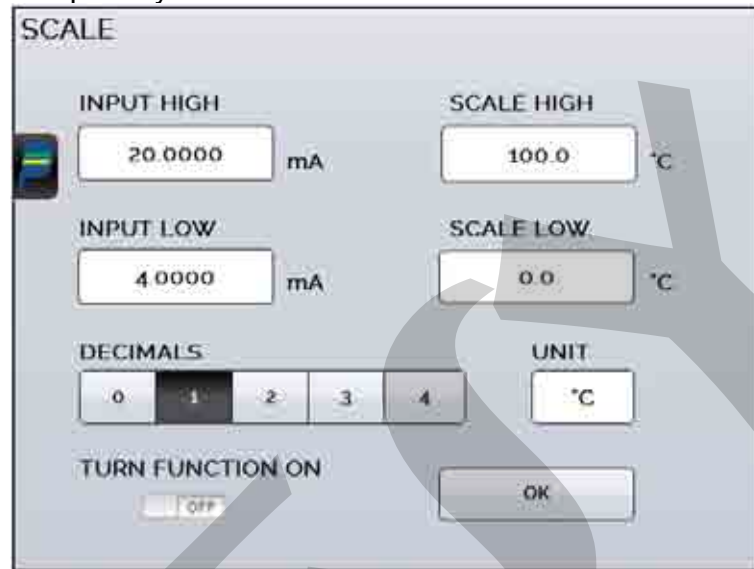 SCALE
INPUT HIGH SCALE HIGH
20.0000 mA 100.0 °C
INPUT LOW SCALE LOW
4.0000 mA 0.0 °C
DECIMALS UNIT
0 1 2 3 4 °C
TURN FUNCTION ON
OFF OK